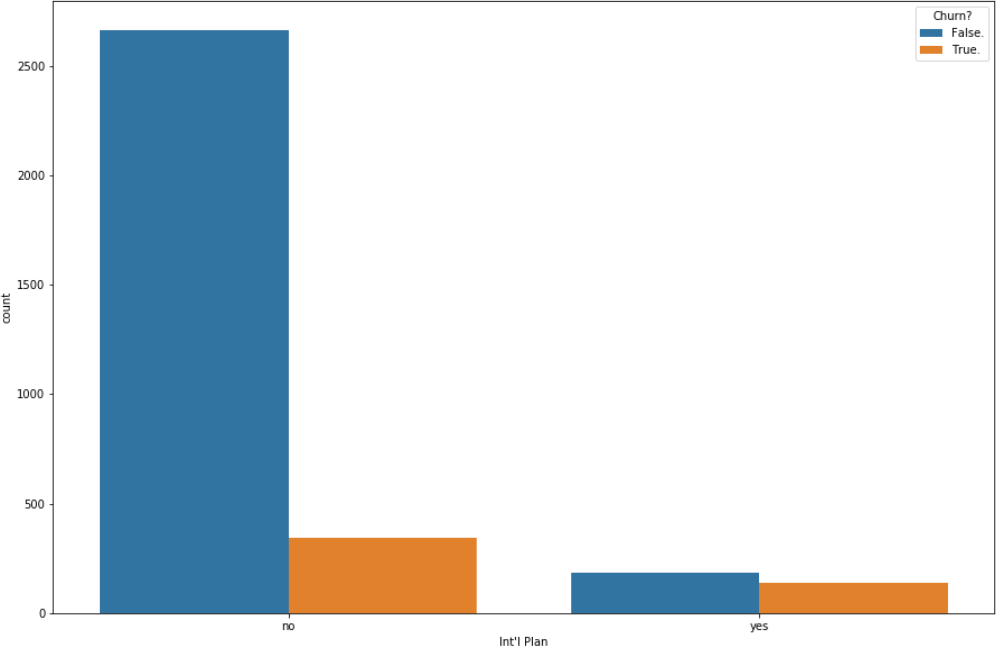 Churn?
False.
True.
2500
2000
1500
1000
500
0
count
no
yes
Int'l Plan